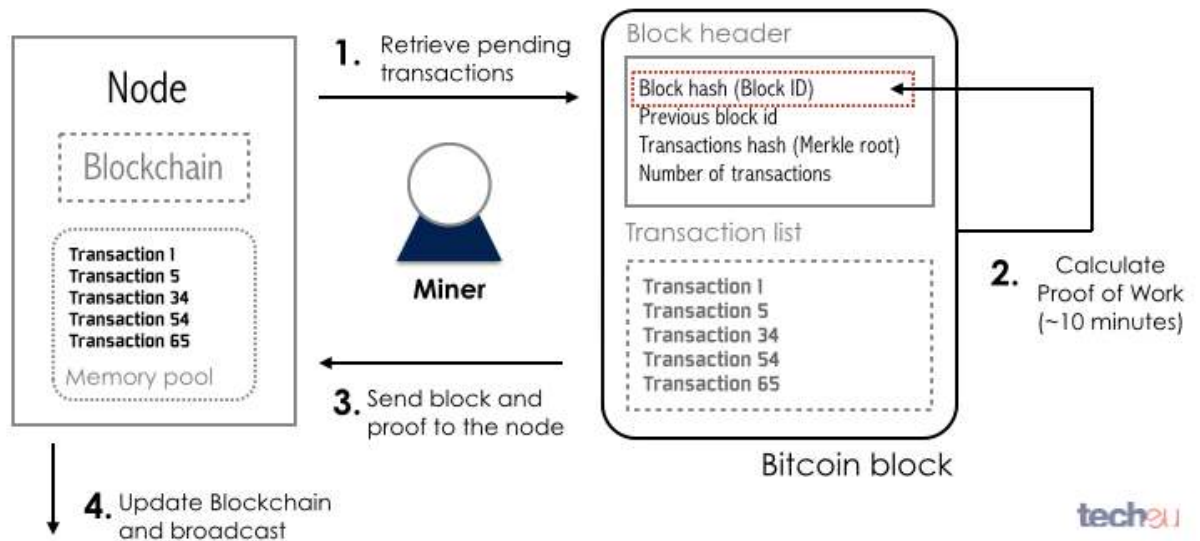 Node
Blockchain
Transaction 1
Transaction 5
Transaction 34
Transaction 54
Transaction 65
Memory pool
1. Retrieve pending
transactions
Miner
3. Send block and
proof to the node
4. Update Blockchain
and broadcast
Block header
Block hash (Block ID)
Previous block id
Transactions hash (Merkle root)
Number of transactions
Transaction list
Transaction 1
Transaction 5
Transaction 34
Transaction 54
Transaction 65
Bitcoin block
2. Calculate
Proof of Work
(~10 minutes)
techeu